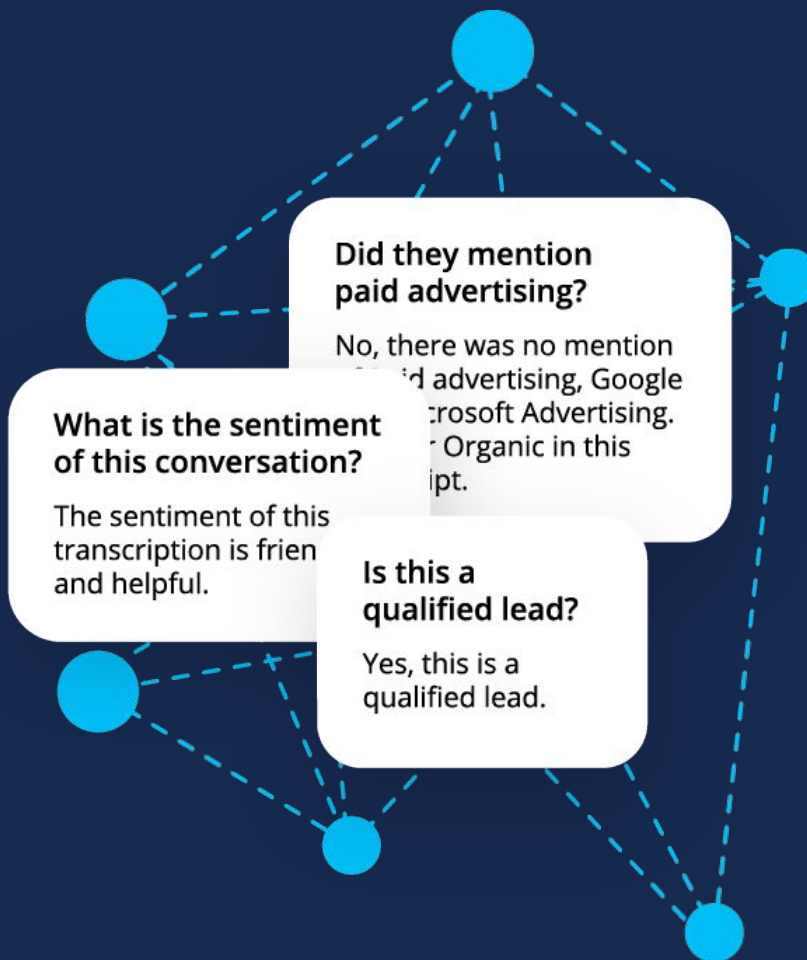 Did they mention
paid advertising?
No, there was no mention
advertising, Google
Advertising.
Organic in this
What is the sentiment
of this conversation?
The sentiment of this
transcription is
and helpful.
Is this a
qualified lead?
Yes, this is a
qualified lead.